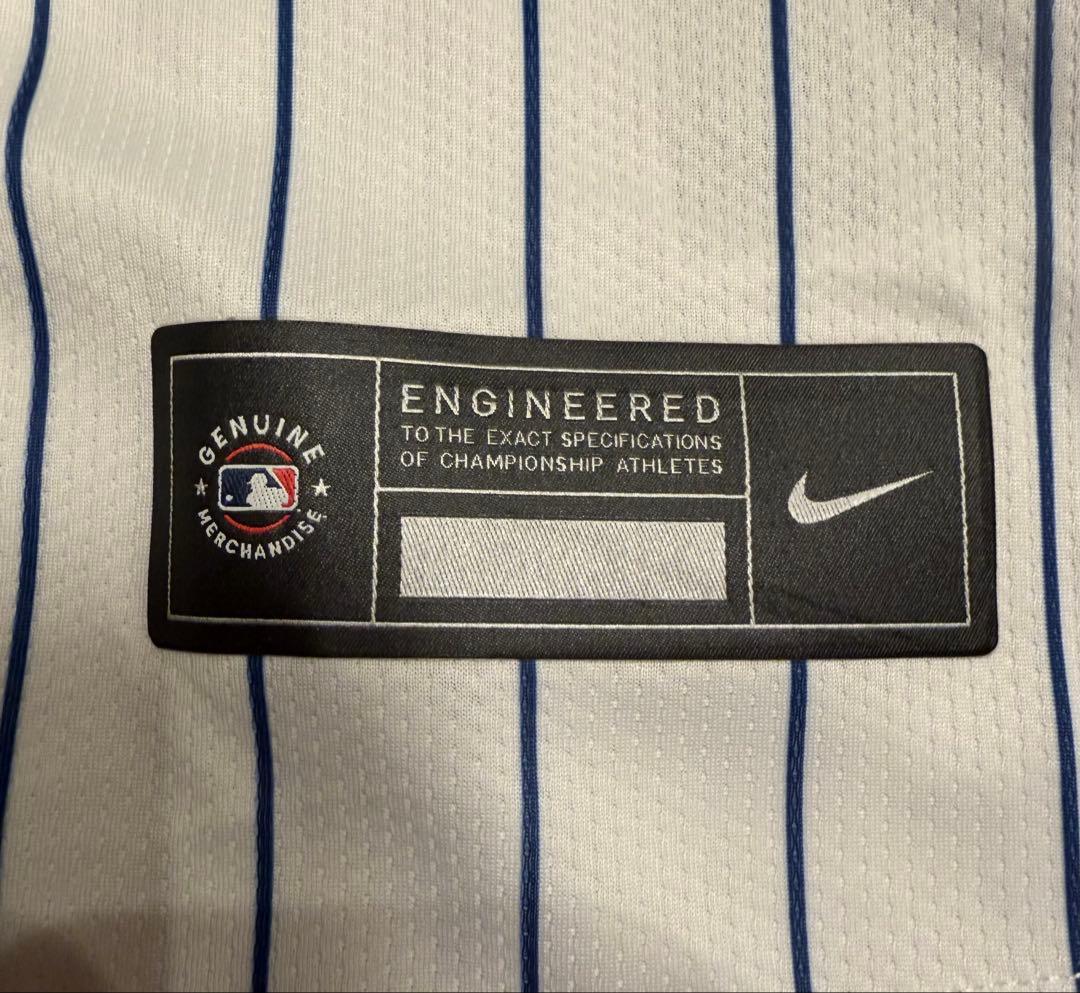 GENUINE
MERCHANDISE
ENGINEERED
TO THE EXACT SPECIFICATIONS
OF CHAMPIONSHIP ATHLETES